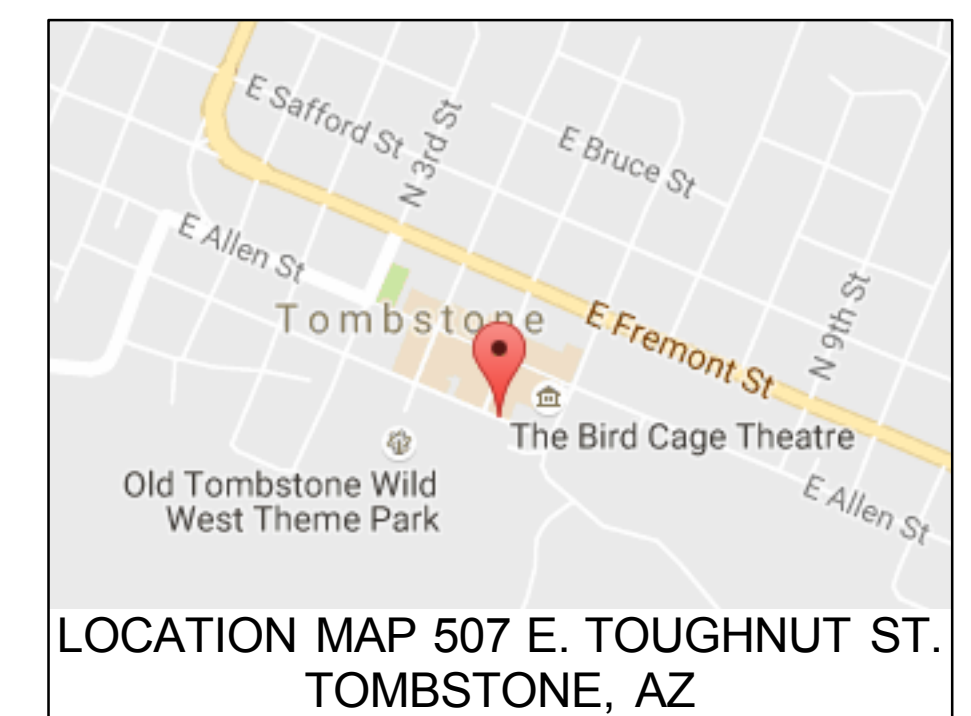 E Safford St
N 3rd St
E Bruce St
E Allen St
Tombstone
E Fremont St
N 9th St
The Bird Cage Theatre
Old Tombstone Wild
West Theme Park
E Allen St
LOCATION MAP 507 E. TOUGHNUT ST.
TOMBSTONE, AZ